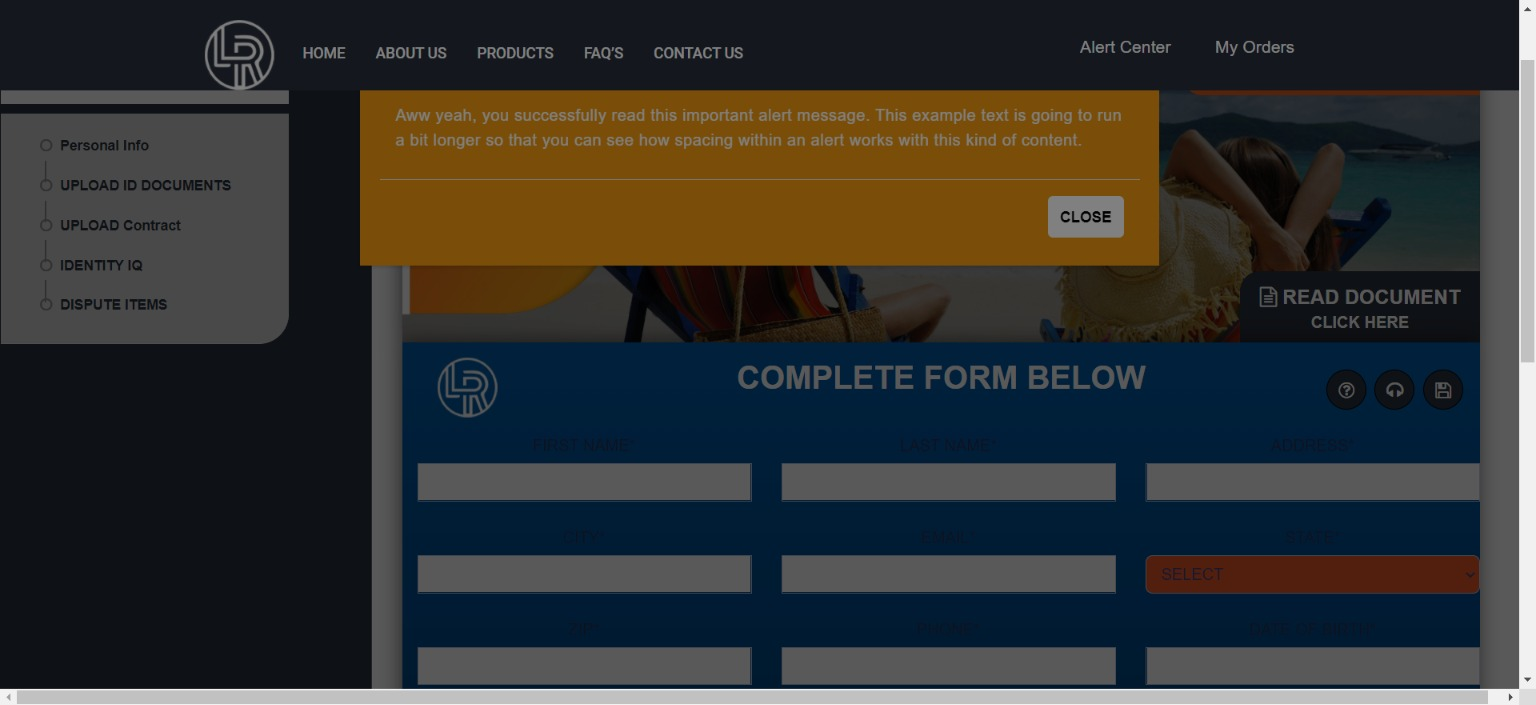 LR
HOME ABOUT US PRODUCTS FAQ'S CONTACT US Alert Center My Orders
Aww yeah, you successfully read this important alert message. This example text is going to run
a bit longer so that you can see how spacing within an alert works with this kind of content.
CLOSE
Personal Info
UPLOAD ID DOCUMENTS
UPLOAD Contract
IDENTITY IQ
DISPUTE ITEMS
READ DOCUMENT
CLICK HERE
LR
COMPLETE FORM BELOW
FIRST NAME* LAST NAME* ADDRESS*
CITY* EMAIL* STATE*
SELECT
ZIP* PHONE* DATE OF BIRTH*